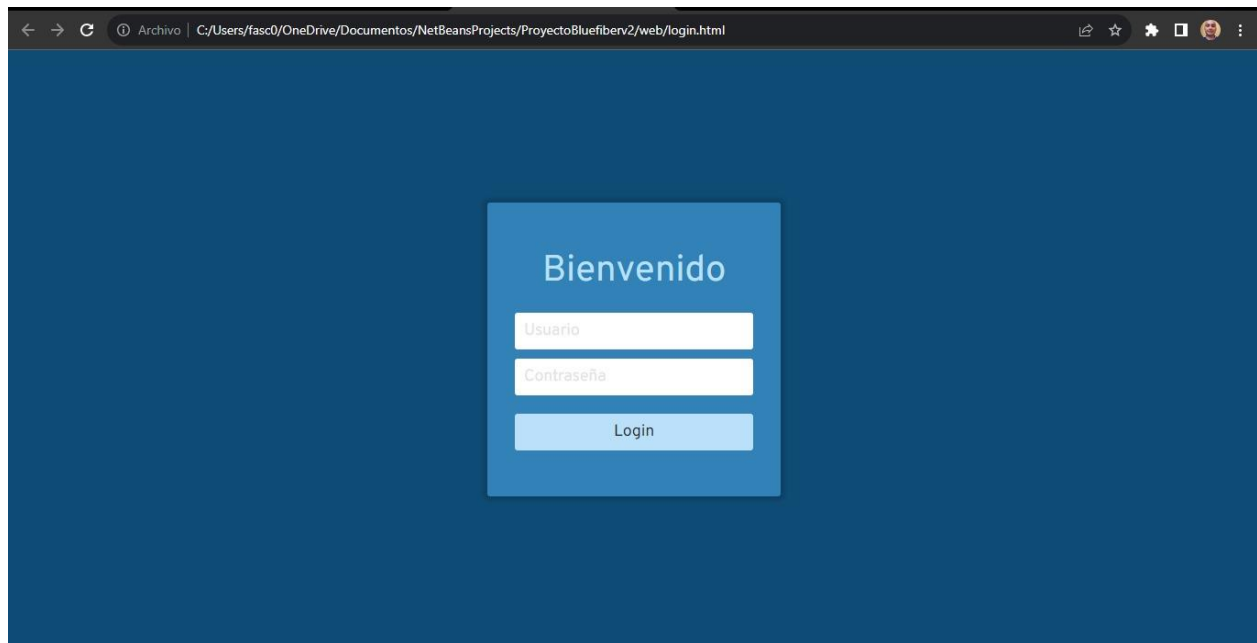 Archivo | C:/Users/fasc0/OneDrive/Documentos/NetBeansProjects/ProyectoBluefiberv2/web/login.html
Bienvenido
Usuario
Contraseña
Login